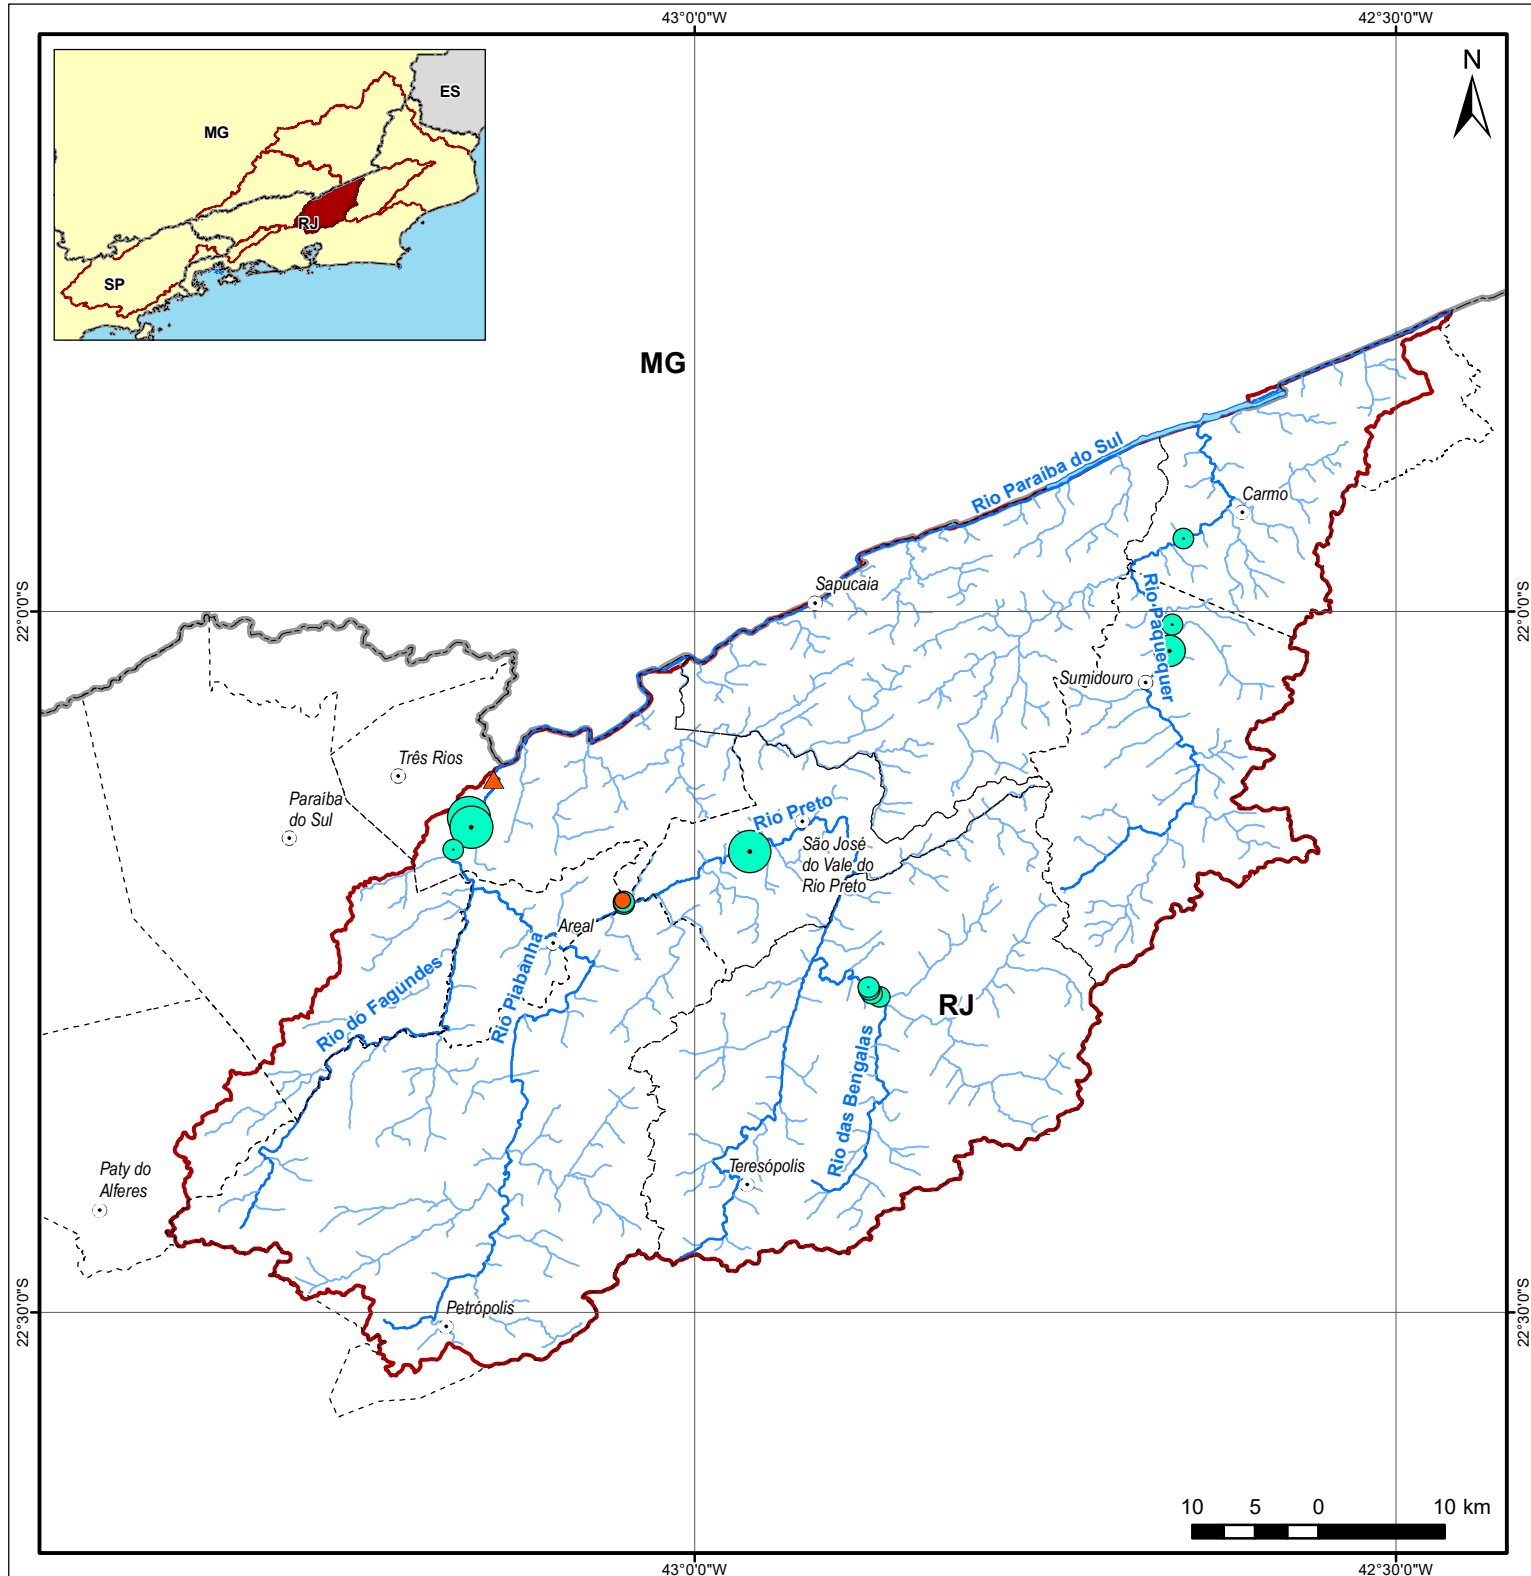 43°0'0"W
42°30'0"W
ES
MG
RJ
SP
N
MG
Rio Paraíba do Sul
Carmo
Sapucaia
22°0'0"S
22°0'0"S
Rio Paquequer
Sumidouro
Três Rios
Paraíba
do Sul
Rio Preto
São José
do Vale do
Rio Preto
Areal
Rio do Fagundes
Rio Piabanha
RJ
Rio das Bengalas
Paty do
Alferes
Teresópolis
Petrópolis
22°30'0"S
22°30'0"S
10 5 0 10 km
43°0'0"W
42°30'0"W